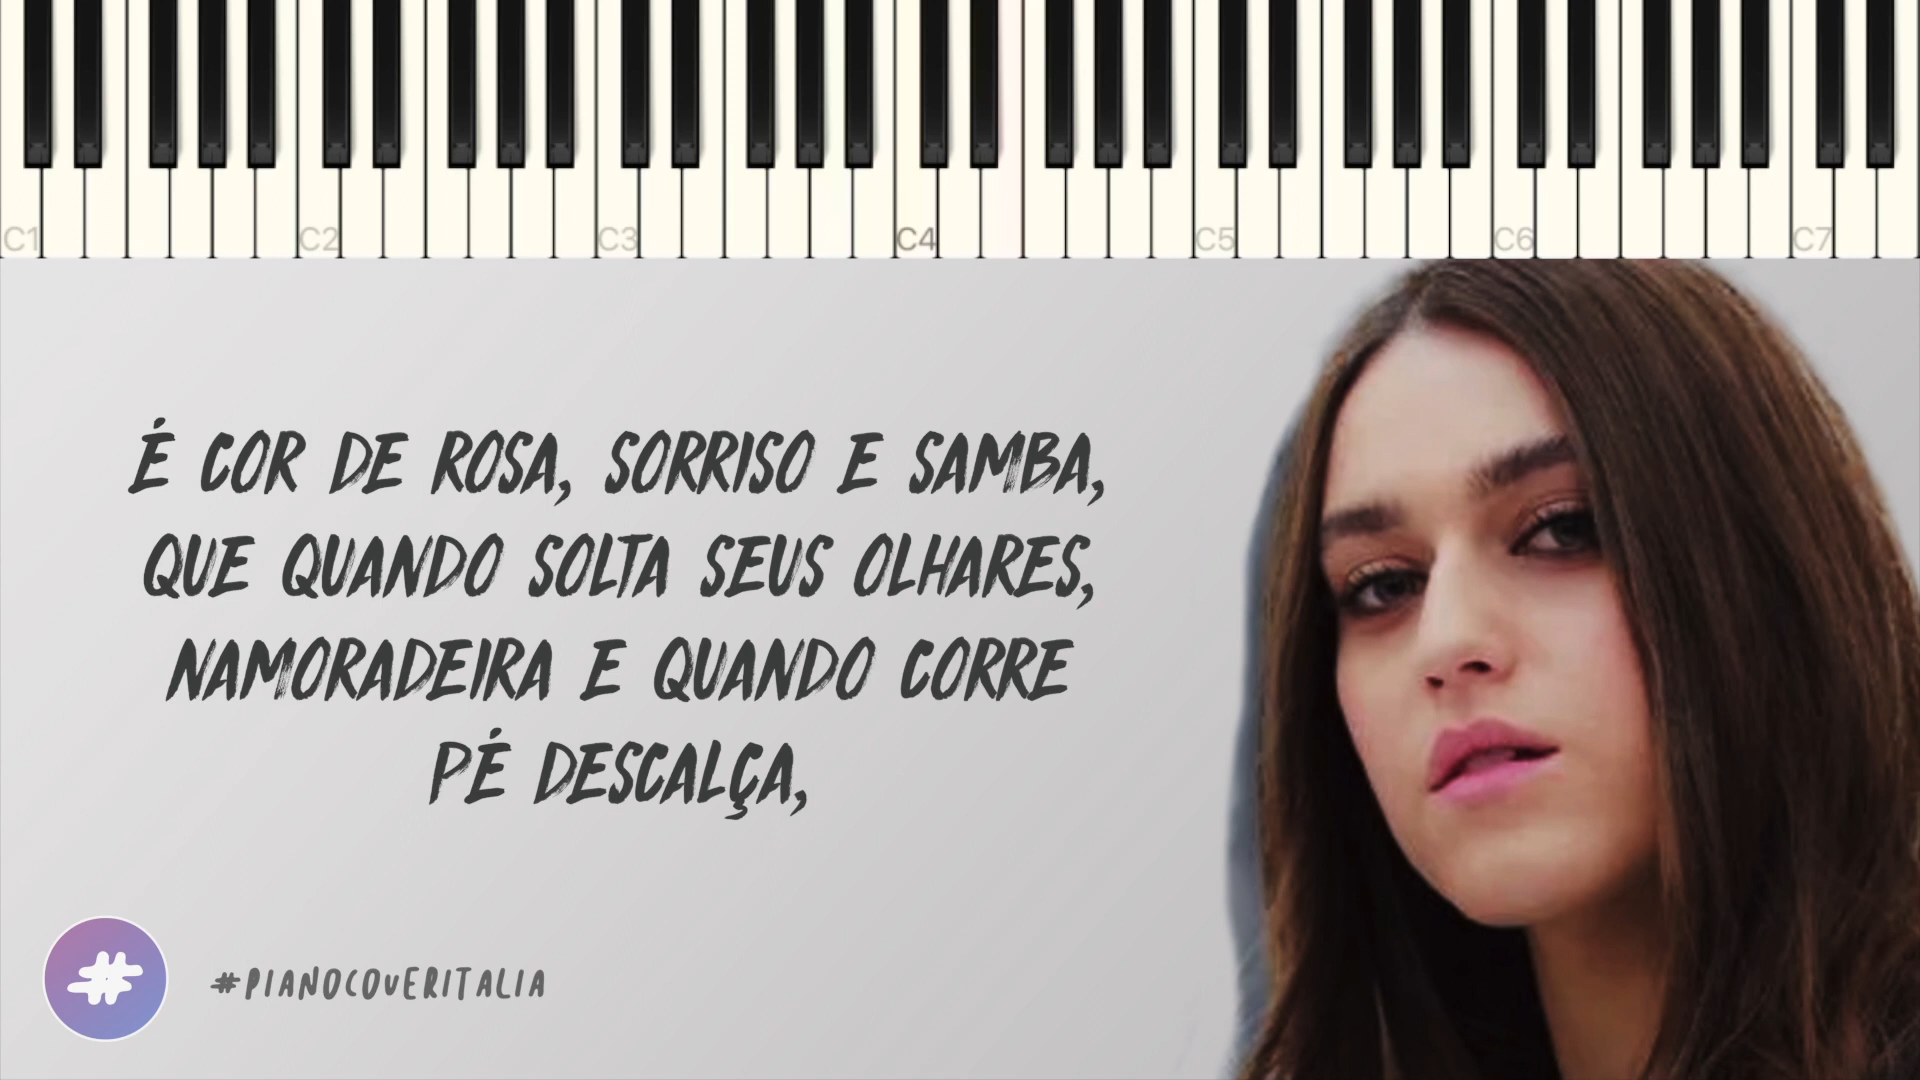 C1 C2 C3 C4 C5 C6 C7
É COR DE ROSA, SORRISO E SAMBA,
QUE QUANDO SOLTA SEUS OLHARES,
NAMORADEIRA E QUANDO CORRE
PÉ DESCALÇA,
#
#PIANOCOVERITALIA